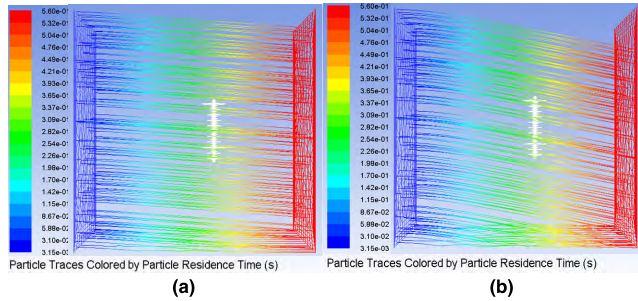 5.60e-01
5.32e-01
5.04e-01
4.76e-01
4.49e-01
4.21e-01
3.93e-01
3.65e-01
3.37e-01
3.10e-01
2.82e-01
2.54e-01
2.26e-01
1.98e-01
1.70e-01
1.42e-01
1.15e-01
8.67e-02
5.88e-02
3.10e-02
3.15e-03
Particle Traces Colored by Particle Residence Time (s)
(a)
5.60e-01
5.32e-01
5.04e-01
4.76e-01
4.49e-01
4.21e-01
3.93e-01
3.65e-01
3.37e-01
3.10e-01
2.82e-01
2.54e-01
2.26e-01
1.98e-01
1.70e-01
1.42e-01
1.15e-01
8.67e-02
5.88e-02
3.10e-02
3.15e-03
Particle Traces Colored by Particle Residence Time (s)
(b)